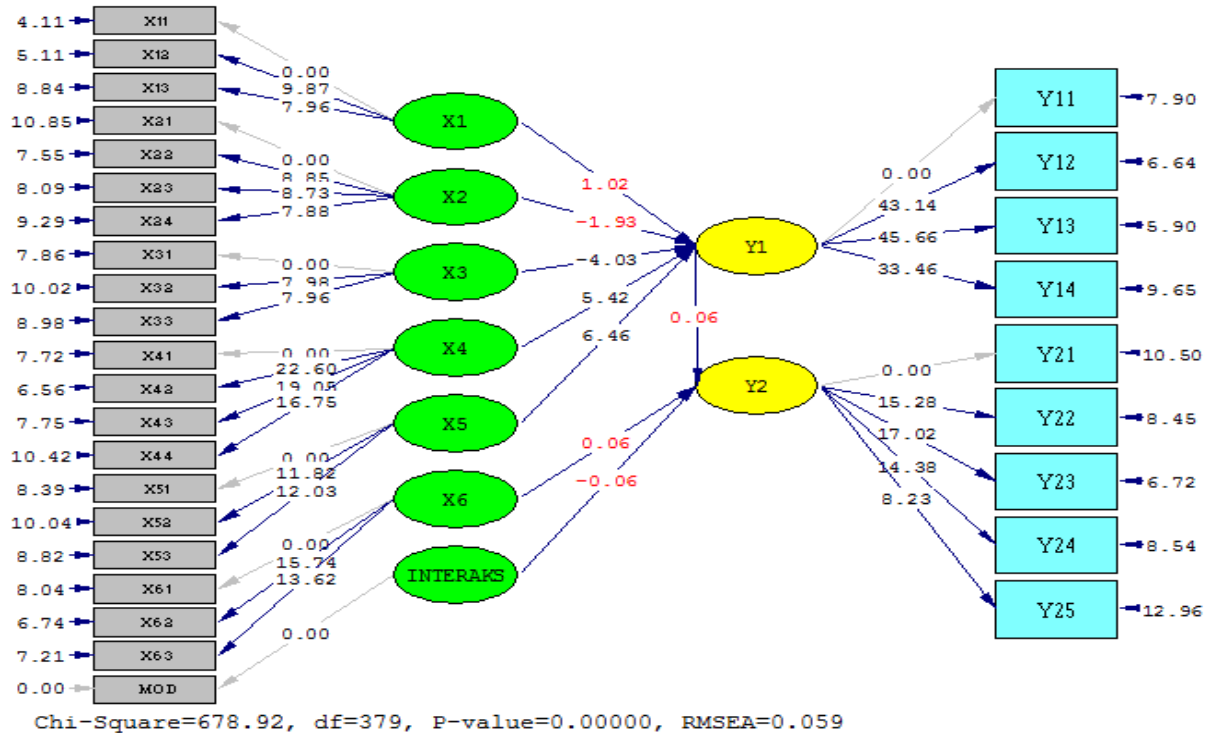 4.11 X11
5.11 X12
8.84 X13
10.85 X21
7.55 X22
8.09 X23
9.29 X24
7.86 X31
10.02 X32
8.98 X33
7.72 X41
6.56 X42
7.75 X43
10.42 X44
8.39 X51
10.04 X52
8.82 X53
8.04 X61
6.74 X62
7.21 X63
0.00 MOD
0.00
9.87
7.96
0.00
8.85
8.73
7.88
0.00
7.98
7.96
0.00
22.60
19.05
16.75
0.00
11.82
12.03
0.00
15.74
13.62
0.00
X1
X2
X3
X4
X5
X6
INTERAKS
1.02
-1.93
-4.03
5.42
6.46
0.06
0.06
-0.06
Y1
Y2
0.00
43.14
45.66
33.46
0.00
15.28
17.02
14.38
8.23
Y11 7.90
Y12 6.64
Y13 5.90
Y14 9.65
Y21 10.50
Y22 8.45
Y23 6.72
Y24 8.54
Y25 12.96
Chi-Square=678.92, df=379, P-value=0.00000, RMSEA=0.059